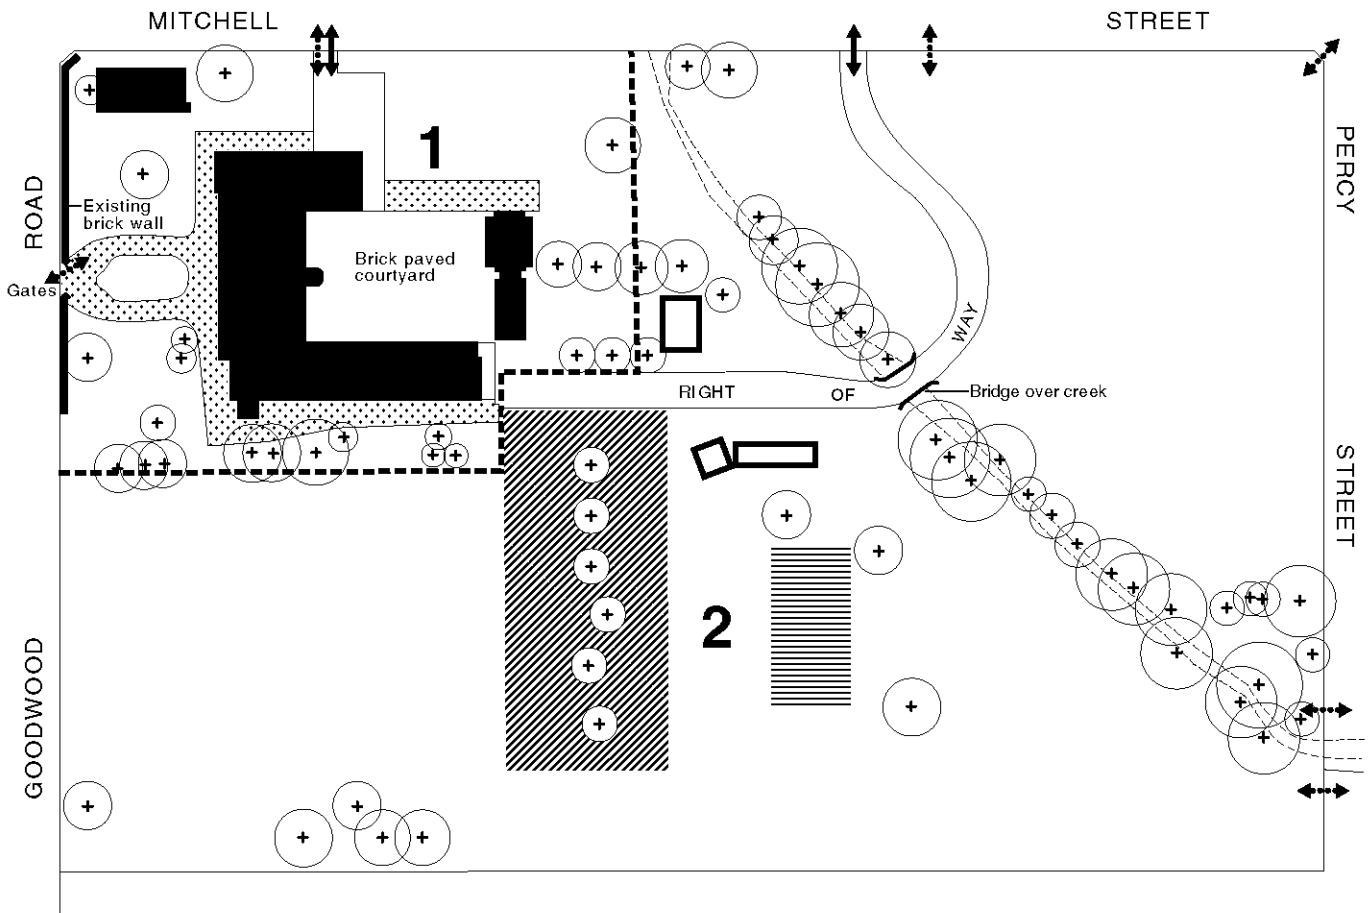 MITCHELL STREET
1
PERCY
ROAD
Existing
brick wall
Brick paved
courtyard
Gates
WAY
RIGHT OF
Bridge over creek
STREET
2
GOODWOOD